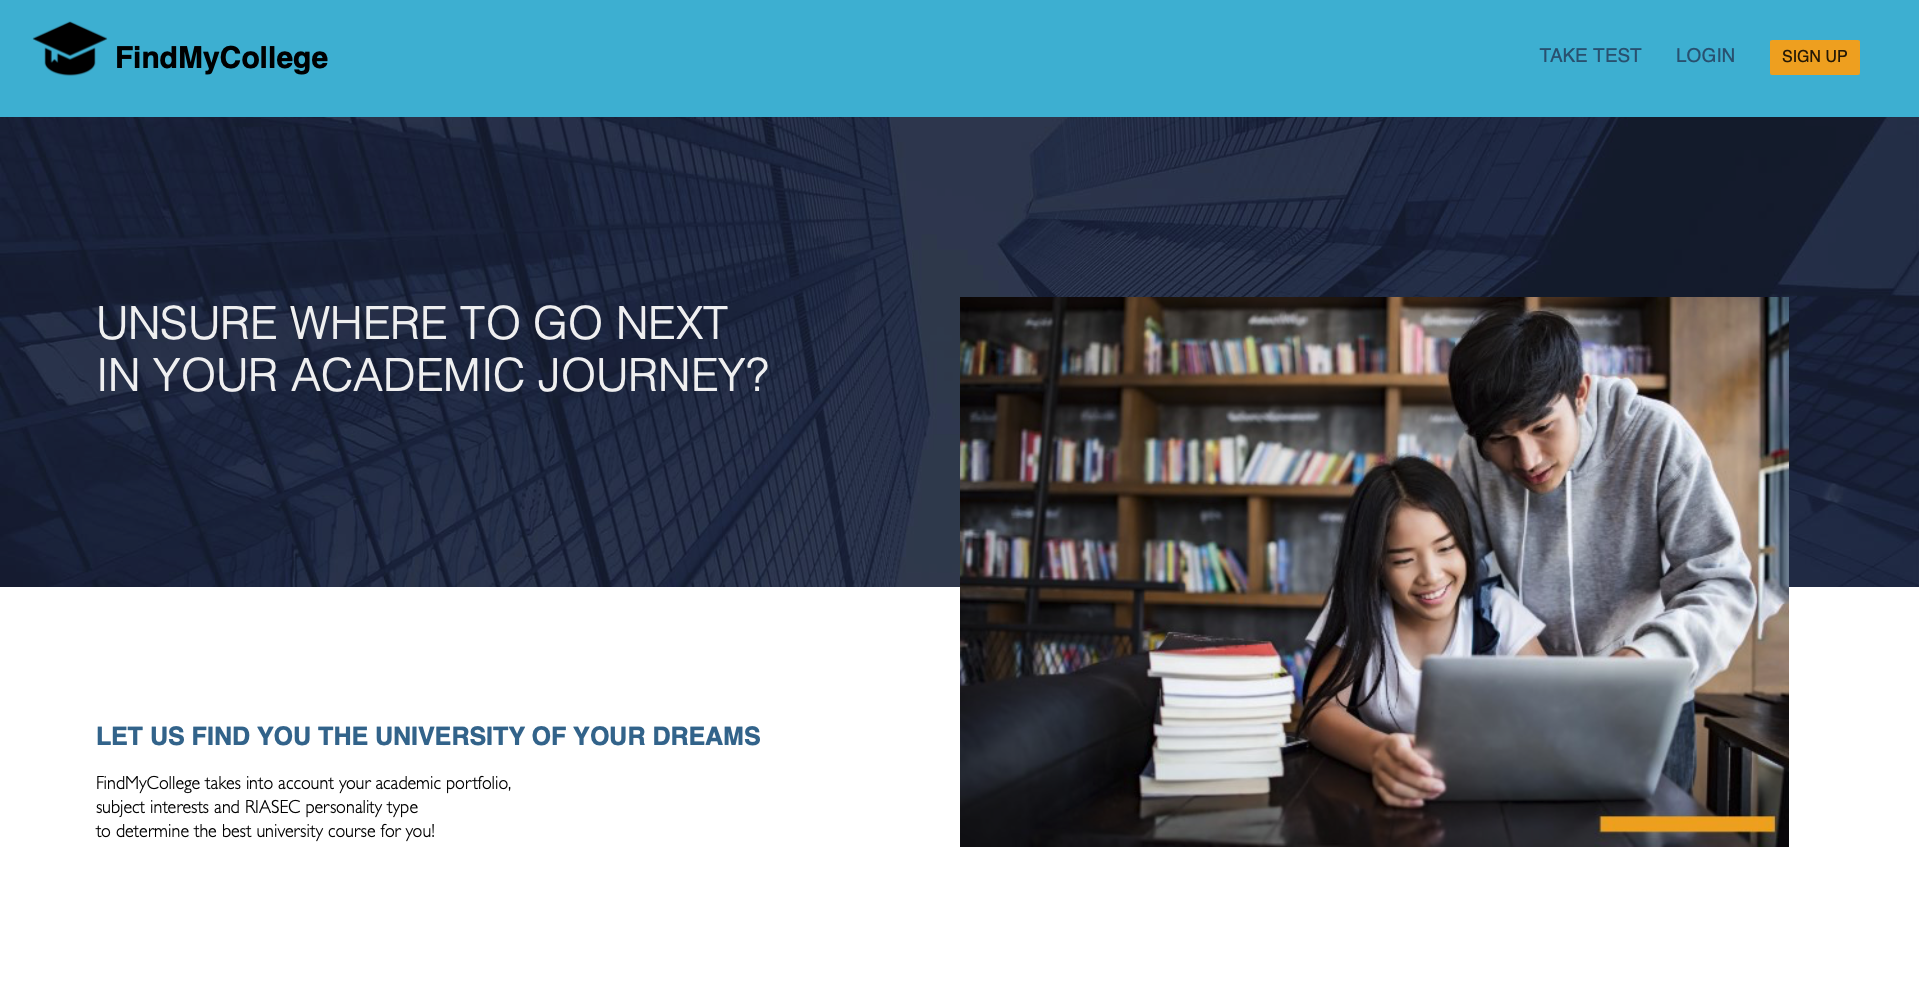 FindMyCollege
TAKE TEST
LOGIN
SIGN UP
UNSURE WHERE TO GO NEXT
IN YOUR ACADEMIC JOURNEY?
LET US FIND YOU THE UNIVERSITY OF YOUR DREAMS
FindMyCollege takes into account your academic portfolio,
subject interests and RIASEC personality type
to determine the best university course for you!